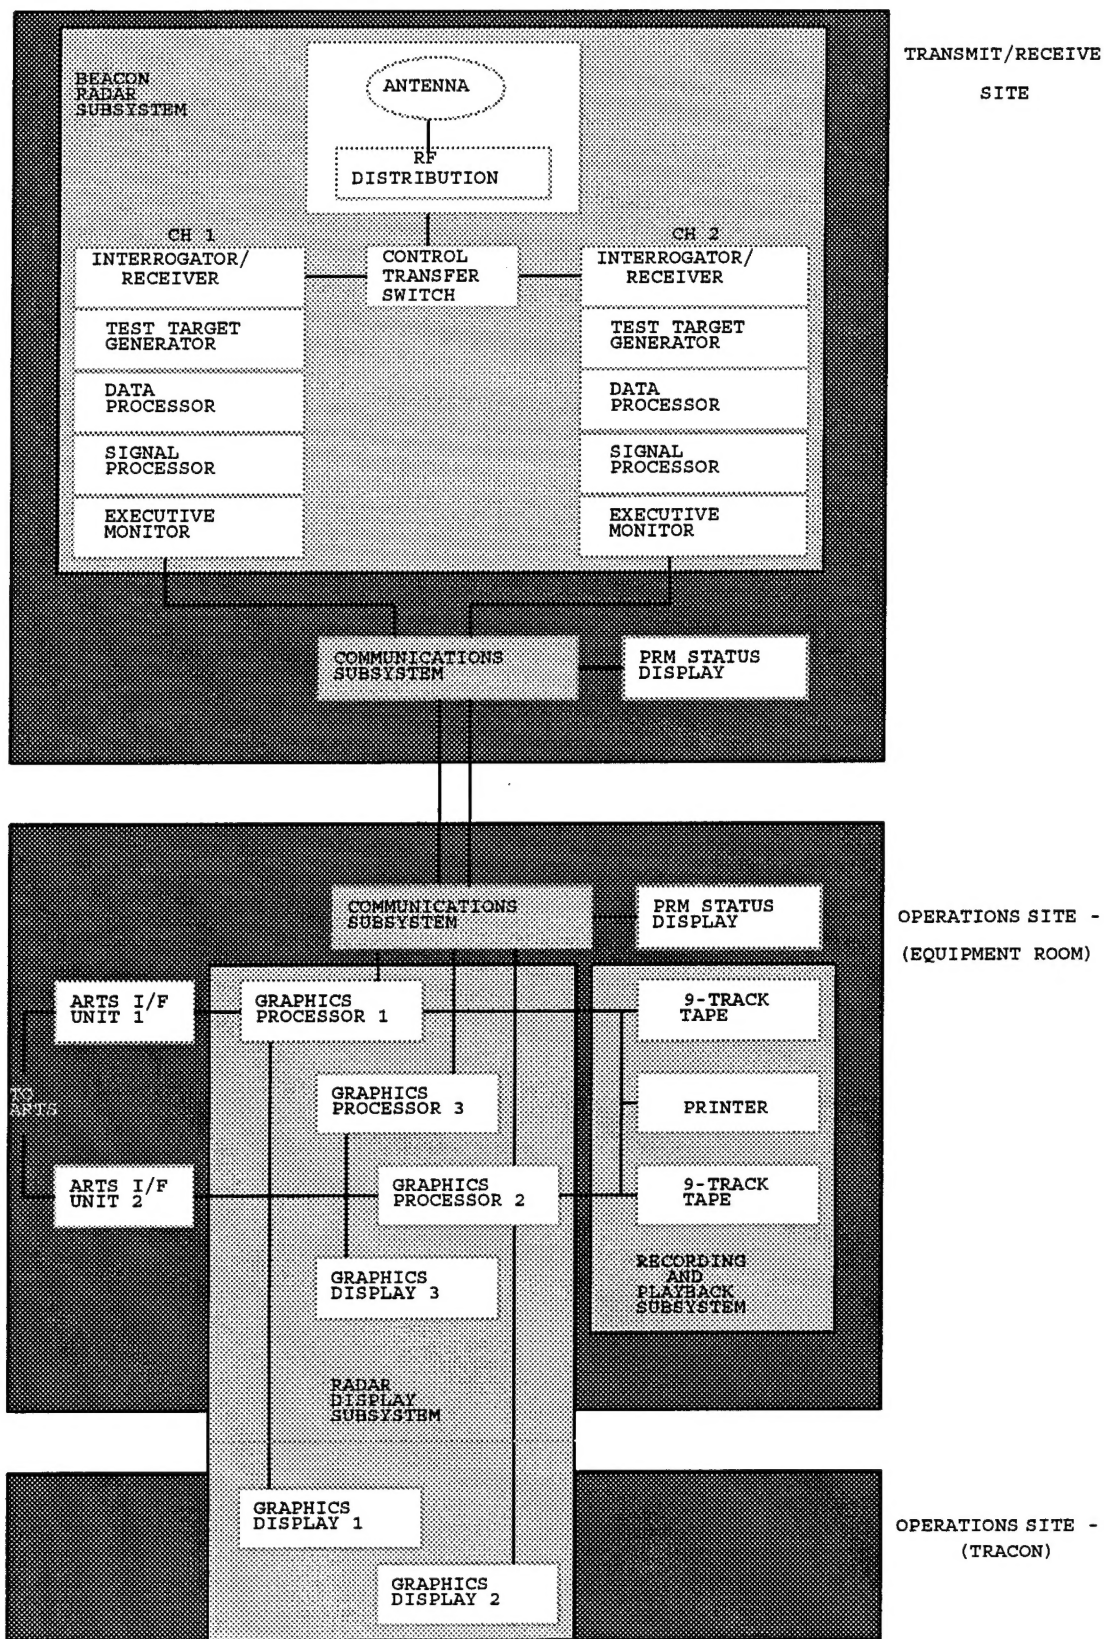 TRANSMIT/RECEIVE
SITE
BEACON
RADAR
SUBSYSTEM
ANTENNA
RF
DISTRIBUTION
CH 1
INTERROGATOR/
RECEIVER
TEST TARGET
GENERATOR
DATA
PROCESSOR
SIGNAL
PROCESSOR
EXECUTIVE
MONITOR
CONTROL
TRANSFER
SWITCH
CH 2
INTERROGATOR/
RECEIVER
TEST TARGET
GENERATOR
DATA
PROCESSOR
SIGNAL
PROCESSOR
EXECUTIVE
MONITOR
COMMUNICATIONS
SUBSYSTEM
PRM STATUS
DISPLAY
COMMUNICATIONS
SUBSYSTEM
PRM STATUS
DISPLAY
OPERATIONS SITE -
(EQUIPMENT ROOM)
ARTS I/F
UNIT 1
GRAPHICS
PROCESSOR 1
9-TRACK
TAPE
TO
ARTS
GRAPHICS
PROCESSOR 3
PRINTER
ARTS I/F
UNIT 2
GRAPHICS
PROCESSOR 2
9-TRACK
TAPE
GRAPHICS
DISPLAY 3
RECORDING
AND
PLAYBACK
SUBSYSTEM
RADAR
DISPLAY
SUBSYSTEM
GRAPHICS
DISPLAY 1
GRAPHICS
DISPLAY 2
OPERATIONS SITE -
(TRACON)